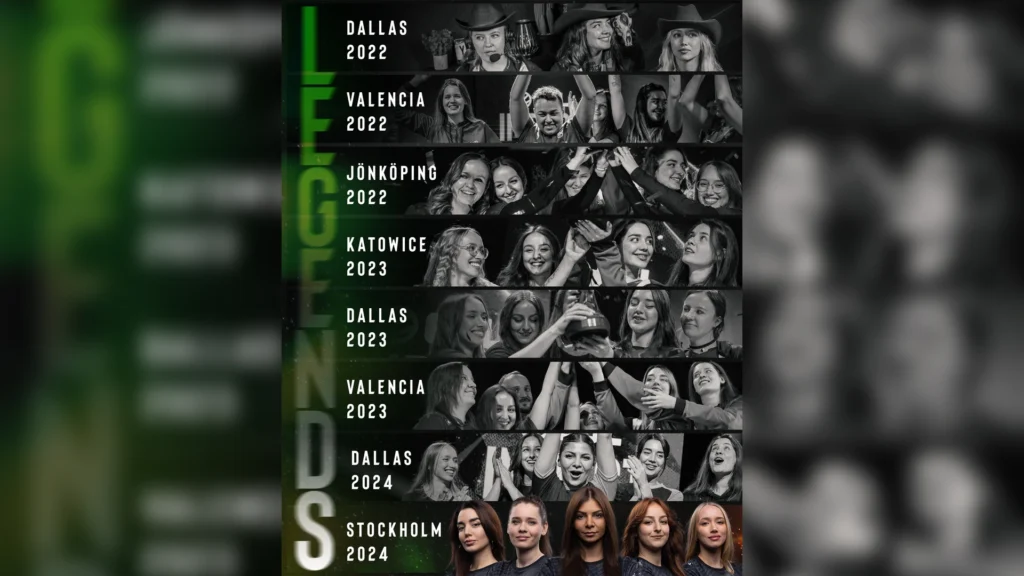 LEGENDS
DALLAS
2022
VALENCIA
2022
JÖNKÖPING
2022
KATOWICE
2023
DALLAS
2023
VALENCIA
2023
DALLAS
2024
STOCKHOLM
2024